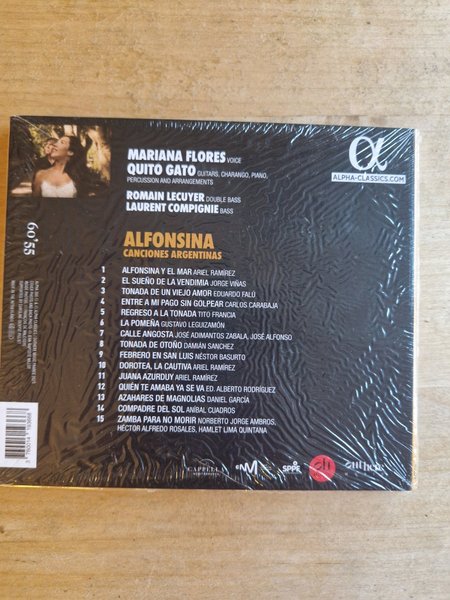 MARIANA FLORES VOICE
QUITO GATO GUITARS, CHARANGO, PIANO,
PERCUSSION AND ARRANGEMENTS
ROMAIN LECUYER DOUBLE BASS
LAURENT COMPIGNIE BASS
α
ALPHA-CLASSICS.COM
60'55
ALFONSINA
CANCIONES ARGENTINAS
1 ALFONSINA Y EL MAR ARIEL RAMÍREZ
2 EL SUEÑO DE LA VENDIMIA JORGE VIÑAS
3 TONADA DE UN VIEJO AMOR EDUARDO FALÚ
4 ENTRE A MI PAGO SIN GOLPEAR CARLOS CARABAJA
5 REGRESO A LA TONADA TITO FRANCIA
6 LA POMEÑA GUSTAVO LEGUIZAMÓN
7 CALLE ANGOSTA JOSÉ ADIMANTOS ZABALA, JOSÉ ALFONSO
8 TONADA DE OTOÑO DAMIÁN SANCHEZ
9 FEBRERO EN SAN LUIS NÉSTOR BASURTO
10 DOROTEA, LA CAUTIVA ARIEL RAMÍREZ
11 JUANA AZURDUY ARIEL RAMÍREZ
12 QUIÉN TE AMABA YA SE VA ED. ALBERTO RODRÍGUEZ
13 AZAHARES DE MAGNOLIAS DANIEL GARCÍA
14 COMPADRE DEL SOL ANÍBAL CUADROS
15 ZAMBA PARA NO MORIR NORBERTO JORGE AMBROS,
HÉCTOR ALFREDO ROSALES, HAMLET LIMA QUINTANA
CAPPELLA
CNM
SPPF